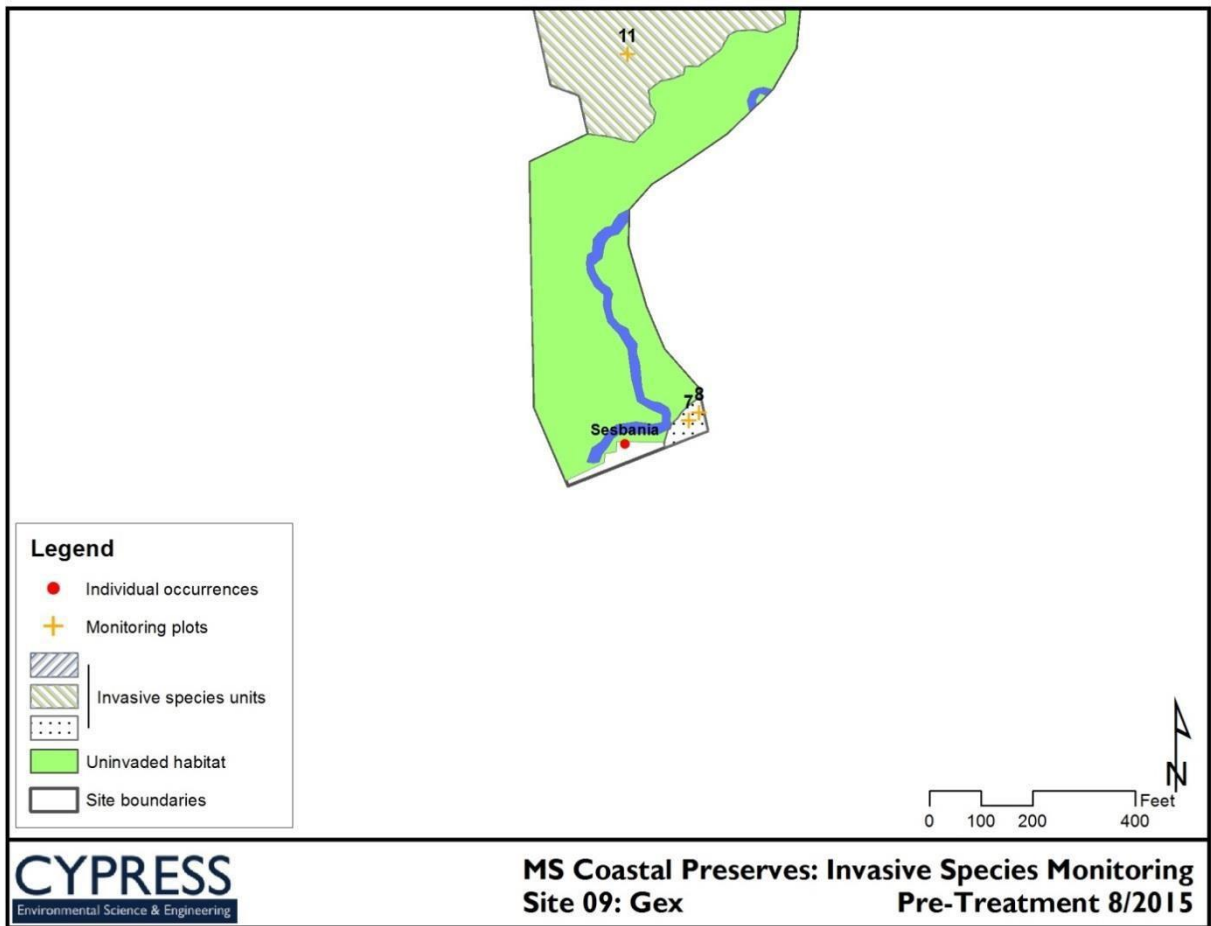 11
7 8
Sesbania
Legend
Individual occurrences
Monitoring plots
Invasive species units
Uninvaded habitat
Site boundaries
N
Feet
0 100 200 400
CYPRESS
Environmental Science & Engineering
MS Coastal Preserves: Invasive Species Monitoring
Site 09: Gex Pre-Treatment 8/2015